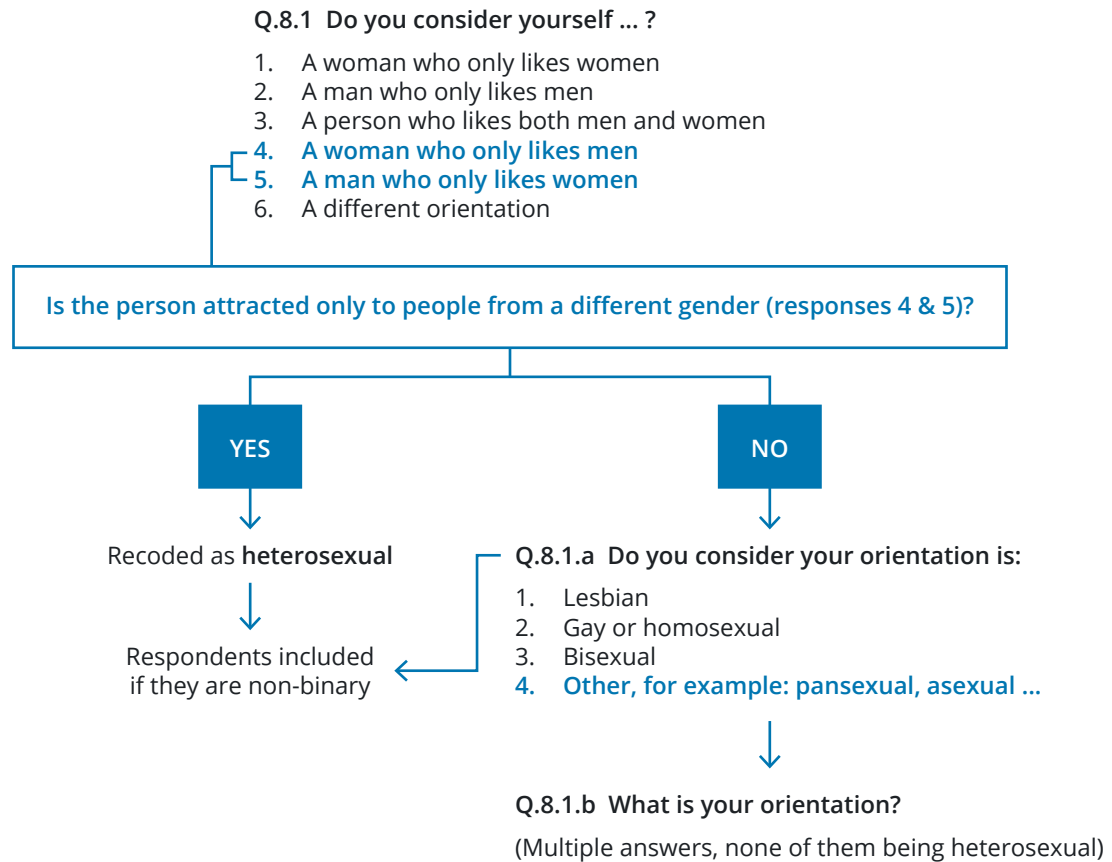 Q.8.1 Do you consider yourself ... ?
1. A woman who only likes women
2. A man who only likes men
3. A person who likes both men and women
4. A woman who only likes men
5. A man who only likes women
6. A different orientation
Is the person attracted only to people from a different gender (responses 4 & 5)?
YES
NO
Recoded as heterosexual
Respondents included
if they are non-binary
Q.8.1.a Do you consider your orientation is:
1. Lesbian
2. Gay or homosexual
3. Bisexual
4. Other, for example: pansexual, asexual ...
Q.8.1.b What is your orientation?
(Multiple answers, none of them being heterosexual)